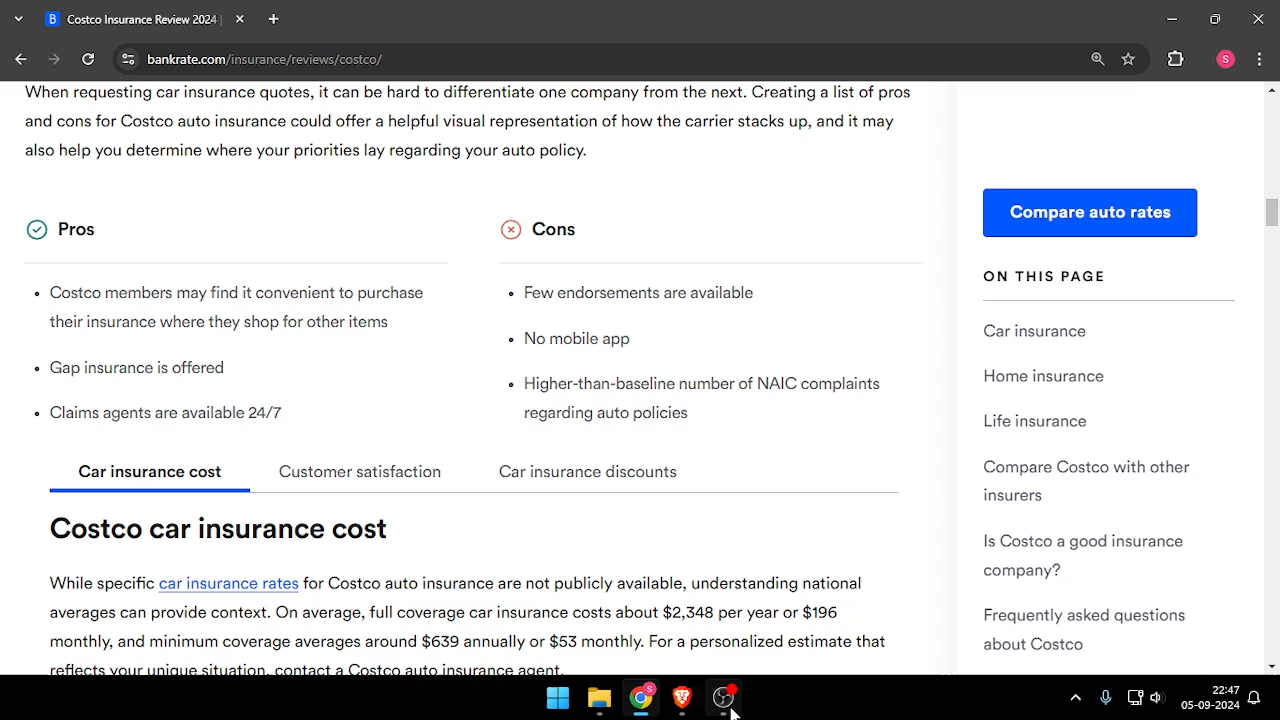 Costco Insurance Review 2024 |
bankrate.com/insurance/reviews/costco/
When requesting car insurance quotes, it can be hard to differentiate one company from the next. Creating a list of pros
and cons for Costco auto insurance could offer a helpful visual representation of how the carrier stacks up, and it may
also help you determine where your priorities lay regarding your auto policy.
Pros
Costco members may find it convenient to purchase
their insurance where they shop for other items
Gap insurance is offered
Claims agents are available 24/7
Cons
Few endorsements are available
No mobile app
Higher-than-baseline number of NAIC complaints
regarding auto policies
Car insurance cost Customer satisfaction Car insurance discounts
Costco car insurance cost
While specific car insurance rates for Costco auto insurance are not publicly available, understanding national
averages can provide context. On average, full coverage car insurance costs about $2,348 per year or $196
monthly, and minimum coverage averages around $639 annually or $53 monthly. For a personalized estimate that
reflects your unique situation, contact a Costco auto insurance agent.
Compare auto rates
ON THIS PAGE
Car insurance
Home insurance
Life insurance
Compare Costco with other
insurers
Is Costco a good insurance
company?
Frequently asked questions
about Costco
22:47
05-09-2024